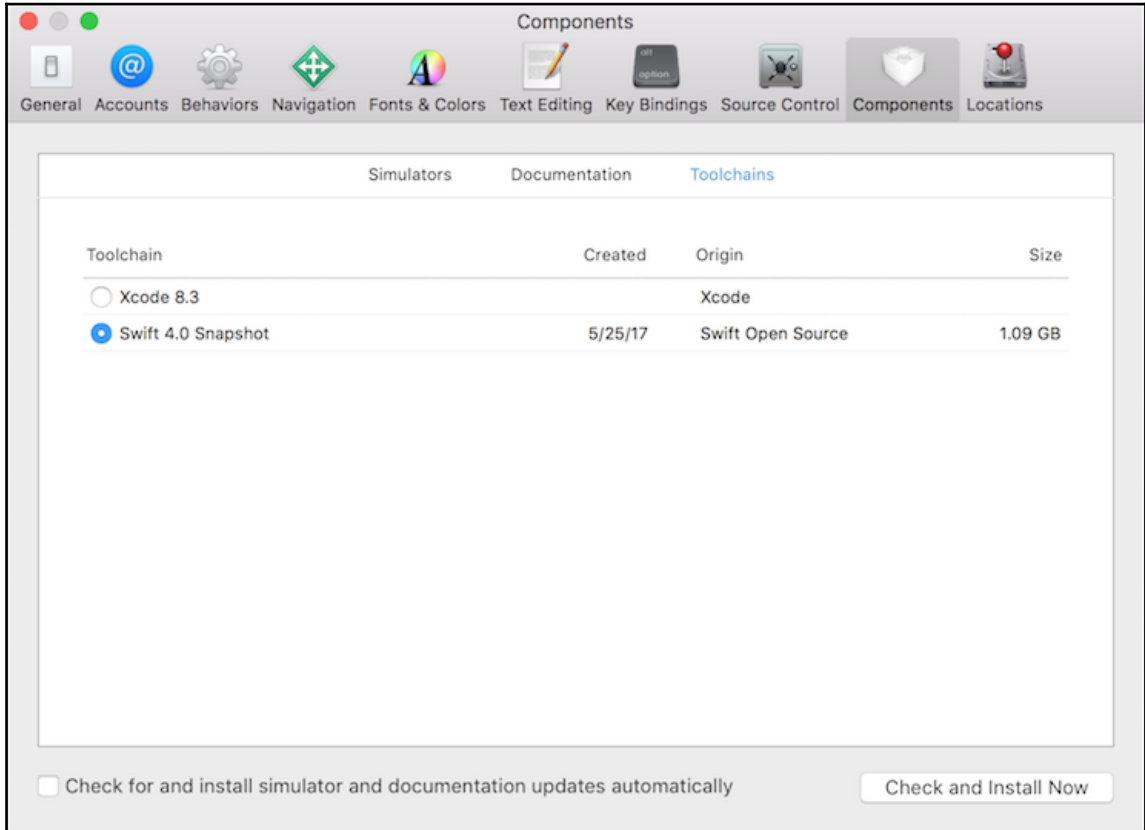 Components
@
A
alt
option
General Accounts Behaviors Navigation Fonts & Colors Text Editing Key Bindings Source Control Components Locations
Simulators Documentation Toolchains
Toolchain Created Origin Size
Xcode 8.3 Xcode
Swift 4.0 Snapshot 5/25/17 Swift Open Source 1.09 GB
Check for and install simulator and documentation updates automatically Check and Install Now